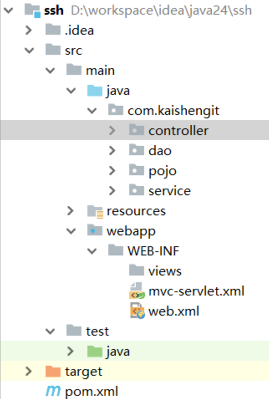 ssh D:\workspace\idea\java24\ssh
.idea
src
main
java
com.kaishengit
controller
dao
pojo
service
resources
webapp
WEB-INF
views
mvc-servlet.xml
web.xml
test
java
target
pom.xml